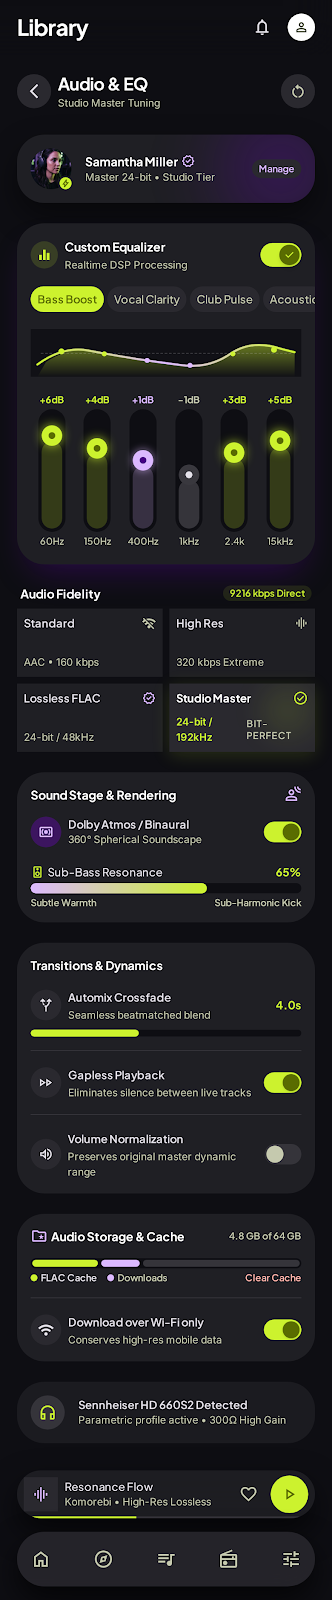 Library
Audio & EQ
Studio Master Tuning
Samantha Miller
Master 24-bit • Studio Tier
Manage
Custom Equalizer
Realtime DSP Processing
Bass Boost
Vocal Clarity
Club Pulse
Acoustic
+6dB
+4dB
+1dB
-1dB
+3dB
+5dB
60Hz
150Hz
400Hz
1kHz
2.4k
15kHz
Audio Fidelity
9216 kbps Direct
Standard
AAC • 160 kbps
High Res
320 kbps Extreme
Lossless FLAC
24-bit / 48kHz
Studio Master
24-bit /
192kHz
BIT-
PERFECT
Sound Stage & Rendering
Dolby Atmos / Binaural
360° Spherical Soundscape
Sub-Bass Resonance
65%
Subtle Warmth
Sub-Harmonic Kick
Transitions & Dynamics
Automix Crossfade
Seamless beatmatched blend
4.0s
Gapless Playback
Eliminates silence between live tracks
Volume Normalization
Preserves original master dynamic
range
Audio Storage & Cache
4.8 GB of 64 GB
FLAC Cache
Downloads
Clear Cache
Download over Wi-Fi only
Conserves high-res mobile data
Sennheiser HD 660S2 Detected
Parametric profile active • 300Ω High Gain
Resonance Flow
Komorebi • High-Res Lossless